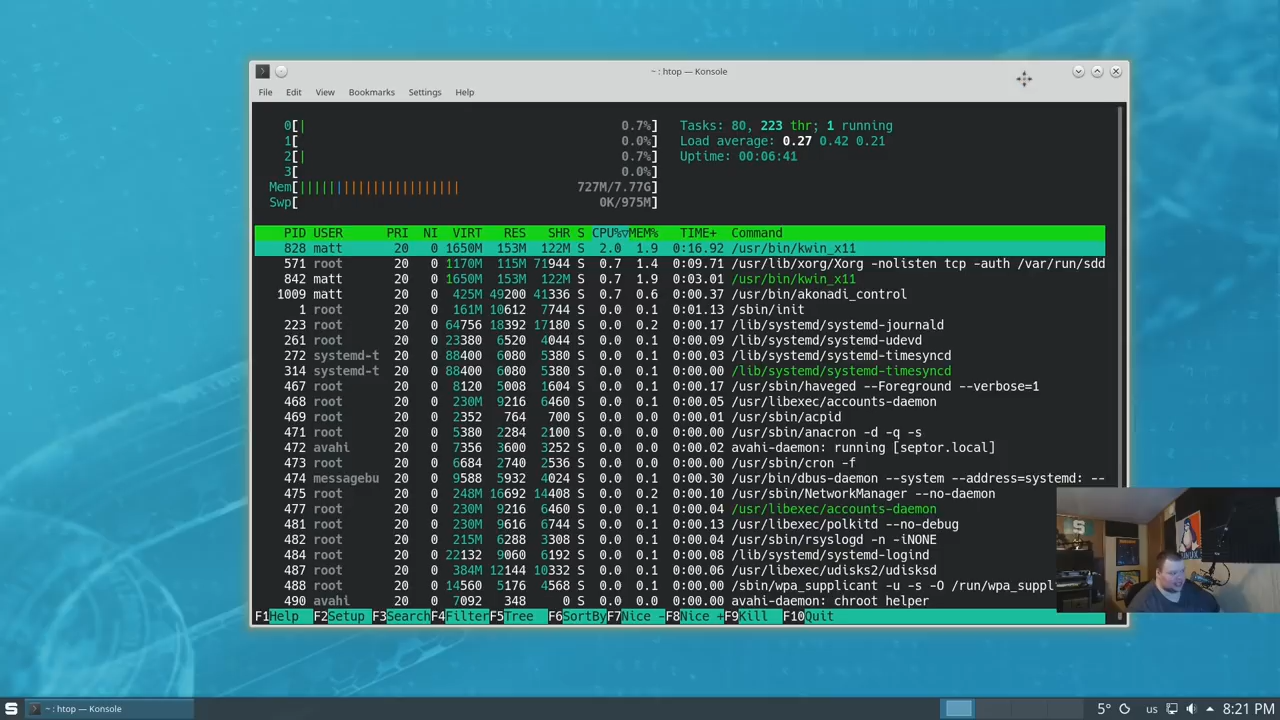 ~ : htop — Konsole
File Edit View Bookmarks Settings Help
0[| 0.7%] Tasks: 80, 223 thr; 1 running
1[ 0.0%] Load average: 0.27 0.42 0.21
2[| 0.7%] Uptime: 00:06:41
3[ 0.0%]
Mem[|||||||||||||||||||||| 727M/7.77G]
Swp[ 0K/975M]
PID USER PRI NI VIRT RES SHR S CPU%▽MEM% TIME+ Command
828 matt 20 0 1650M 153M 122M S 2.0 1.9 0:16.92 /usr/bin/kwin_x11
571 root 20 0 1170M 115M 71944 S 0.7 1.4 0:09.71 /usr/lib/xorg/Xorg -nolisten tcp -auth /var/run/sdd
842 matt 20 0 1650M 153M 122M S 0.7 1.9 0:03.01 /usr/bin/kwin_x11
1009 matt 20 0 425M 49200 41336 S 0.7 0.6 0:00.37 /usr/bin/akonadi_control
1 root 20 0 161M 10612 7744 S 0.0 0.1 0:01.13 /sbin/init
223 root 20 0 64756 18392 17180 S 0.0 0.2 0:00.17 /lib/systemd/systemd-journald
261 root 20 0 23380 6520 4044 S 0.0 0.1 0:00.09 /lib/systemd/systemd-udevd
272 systemd-t 20 0 88400 6080 5380 S 0.0 0.1 0:00.03 /lib/systemd/systemd-timesyncd
314 systemd-t 20 0 88400 6080 5380 S 0.0 0.1 0:00.00 /lib/systemd/systemd-timesyncd
467 root 20 0 8120 5008 1604 S 0.0 0.1 0:00.17 /usr/sbin/haveged --Foreground --verbose=1
468 root 20 0 230M 9216 6460 S 0.0 0.1 0:00.05 /usr/libexec/accounts-daemon
469 root 20 0 2352 764 700 S 0.0 0.0 0:00.01 /usr/sbin/acpid
471 root 20 0 5380 2284 2100 S 0.0 0.0 0:00.00 /usr/sbin/anacron -d -q -s
472 avahi 20 0 7356 3600 3252 S 0.0 0.0 0:00.02 avahi-daemon: running [septor.local]
473 root 20 0 6684 2740 2536 S 0.0 0.0 0:00.00 /usr/sbin/cron -f
474 messagebu 20 0 9588 5932 4024 S 0.0 0.1 0:00.30 /usr/bin/dbus-daemon --system --address=systemd: --
475 root 20 0 248M 16692 14408 S 0.0 0.2 0:00.10 /usr/sbin/NetworkManager --no-daemon
477 root 20 0 230M 9216 6460 S 0.0 0.1 0:00.04 /usr/libexec/accounts-daemon
481 root 20 0 230M 9616 6744 S 0.0 0.1 0:00.13 /usr/libexec/polkitd --no-debug
482 root 20 0 215M 6288 3308 S 0.0 0.1 0:00.04 /usr/sbin/rsyslogd -n -iNONE
484 root 20 0 22132 9060 6192 S 0.0 0.1 0:00.08 /lib/systemd/systemd-logind
487 root 20 0 384M 12144 10332 S 0.0 0.1 0:00.06 /usr/libexec/udisks2/udisksd
488 root 20 0 14560 5176 4568 S 0.0 0.1 0:00.00 /sbin/wpa_supplicant -u -s -O /run/wpa_suppl
490 avahi 20 0 7092 348 0 S 0.0 0.0 0:00.00 avahi-daemon: chroot helper
F1Help F2Setup F3SearchF4FilterF5Tree F6SortByF7Nice -F8Nice +F9Kill F10Quit
~ : htop — Konsole 5° us 8:21 PM